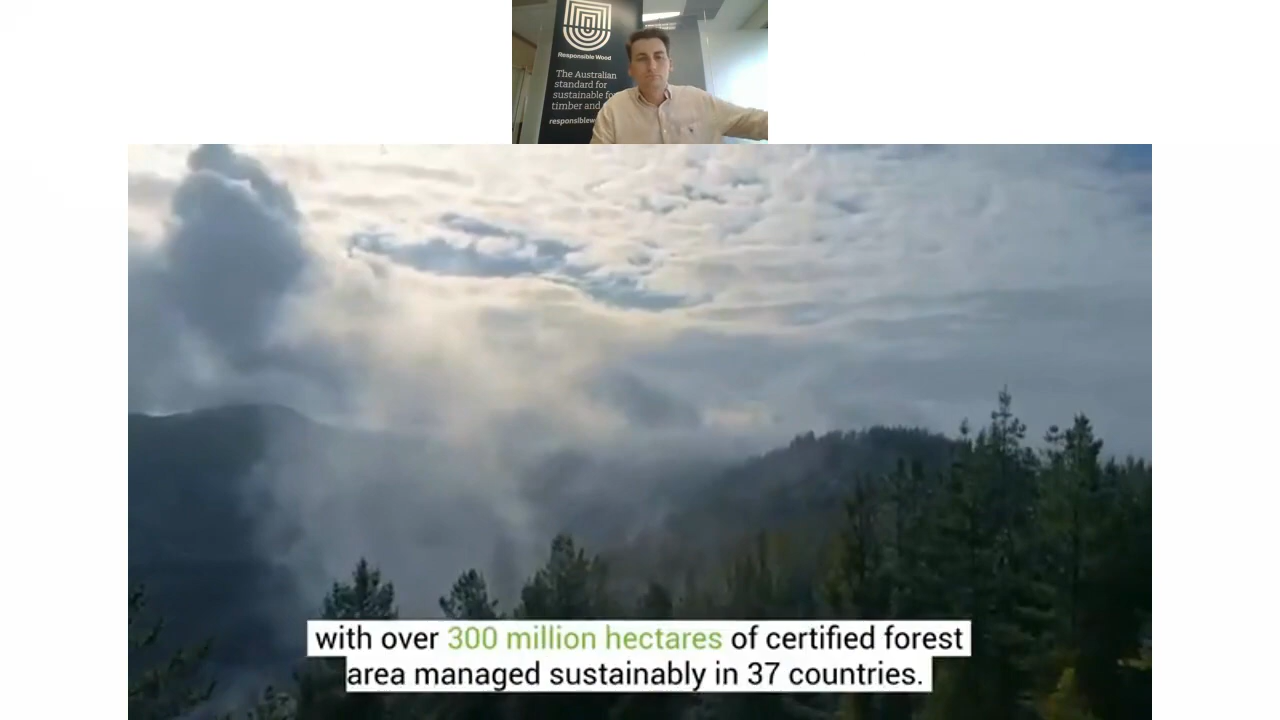 Responsible Wood
The Australian
standard for
sustainable fo
timber and
responsiblew
with over 300 million hectares of certified forest
area managed sustainably in 37 countries.